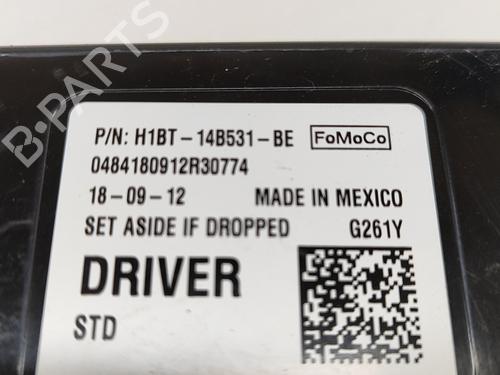 P/N: H1BT-14B531-BE FoMoCo
0484180912R30774
18-09-12 MADE IN MEXICO
SET ASIDE IF DROPPED G261Y
DRIVER
STD
B-PARTS